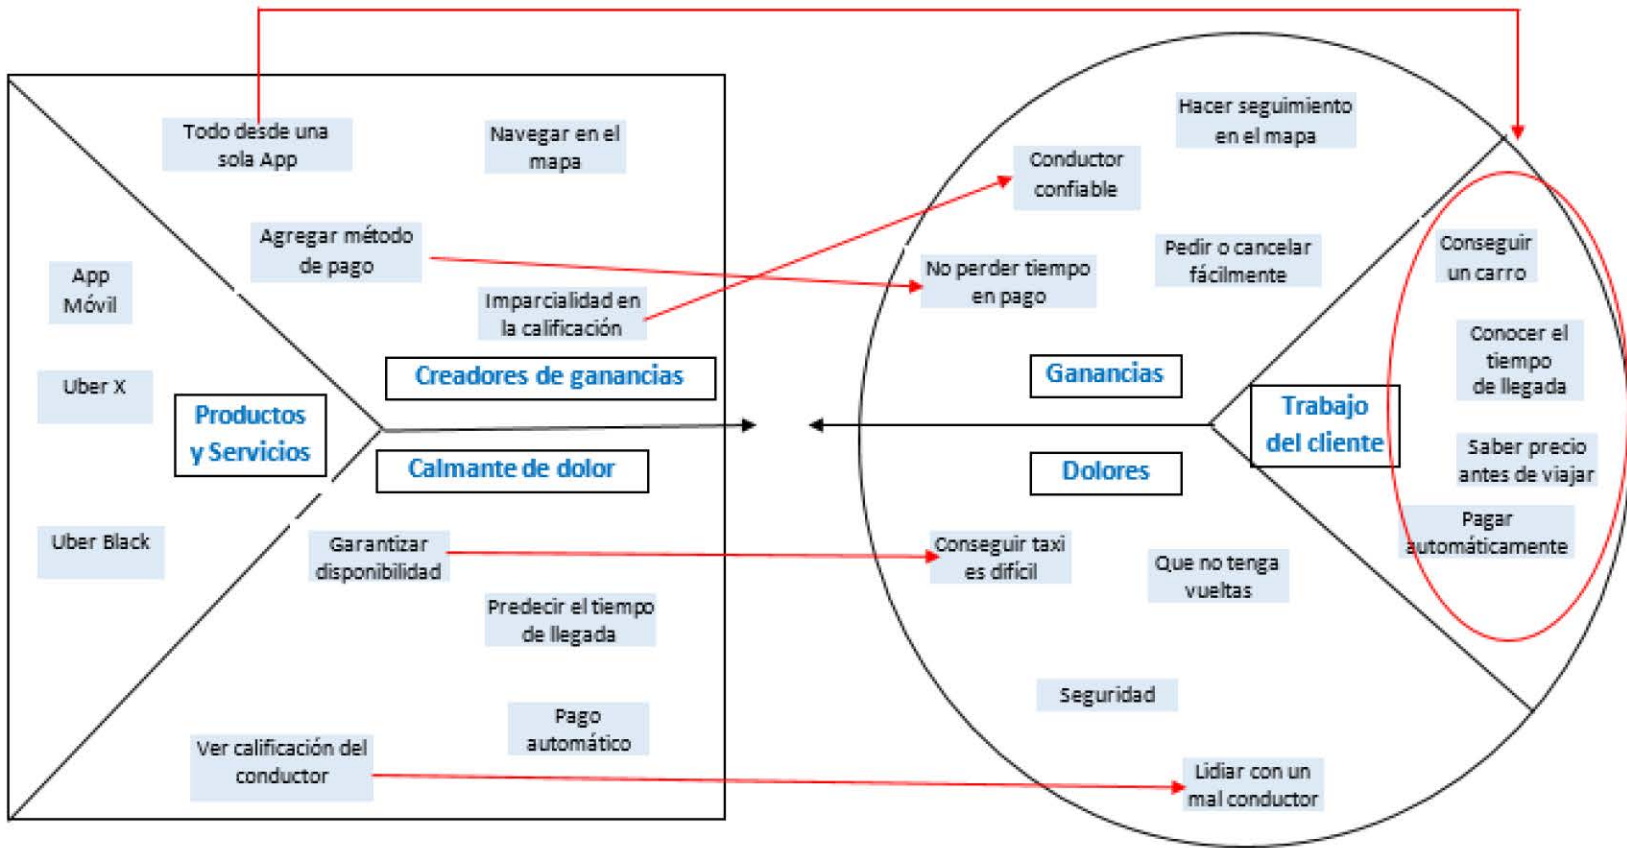 Todo desde una
sola App
Navegar en el
mapa
Agregar método
de pago
Imparcialidad en
la calificación
Creadores de ganancias
App
Móvil
Uber X
Uber Black
Productos
y Servicios
Calmante de dolor
Garantizar
disponibilidad
Predecir el tiempo
de llegada
Pago
automático
Ver calificación del
conductor
Hacer seguimiento
en el mapa
Conductor
confiable
Pedir o cancelar
fácilmente
No perder tiempo
en pago
Ganancias
Trabajo
del cliente
Conseguir
un carro
Conocer el
tiempo
de llegada
Saber precio
antes de viajar
Pagar
automáticamente
Dolores
Conseguir taxi
es difícil
Que no tenga
vueltas
Seguridad
Lidiar con un
mal conductor